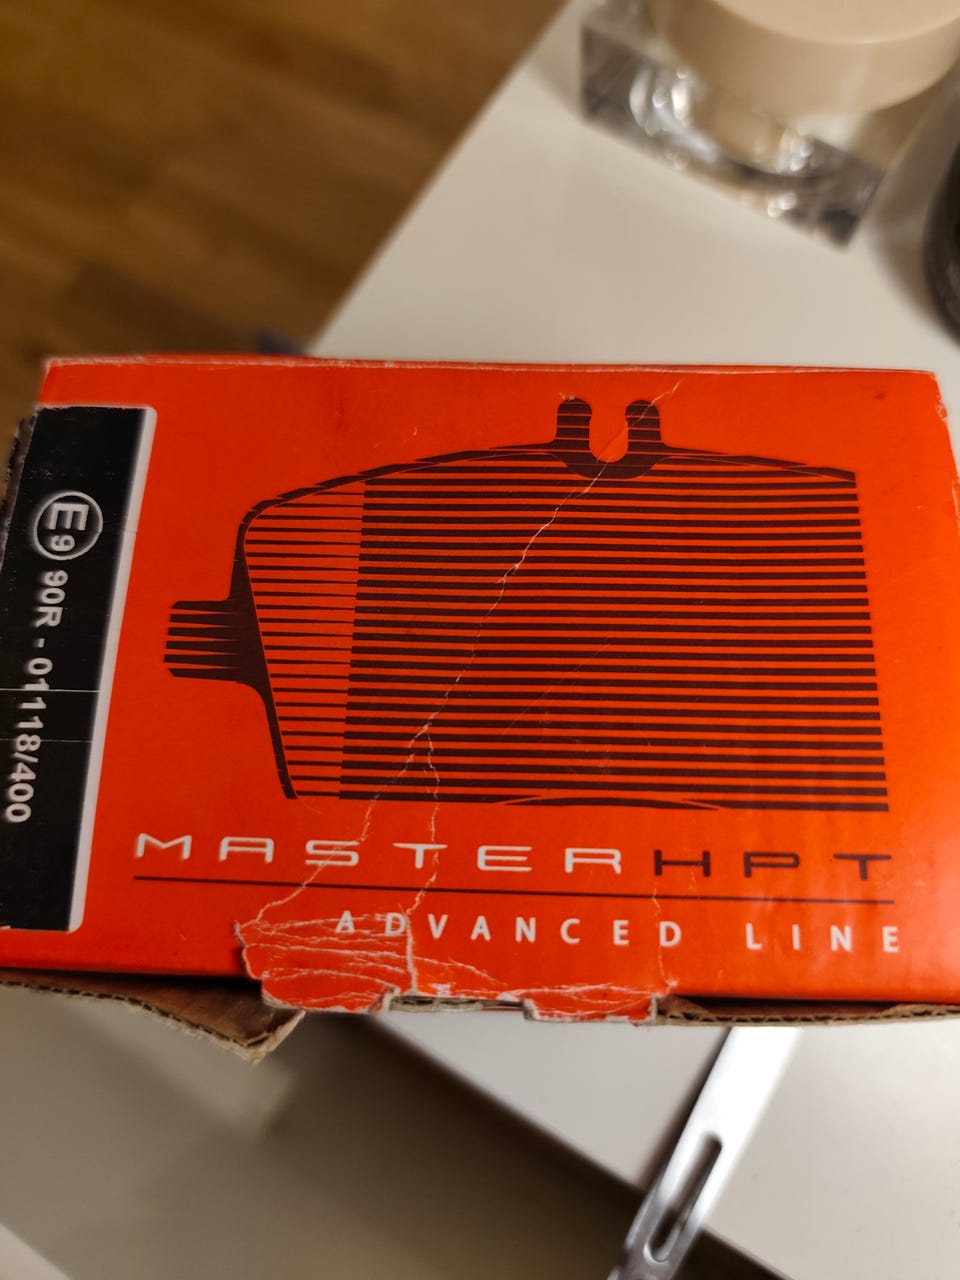 E9 90R - 01118/400
MASTERHPT
ADVANCED LINE